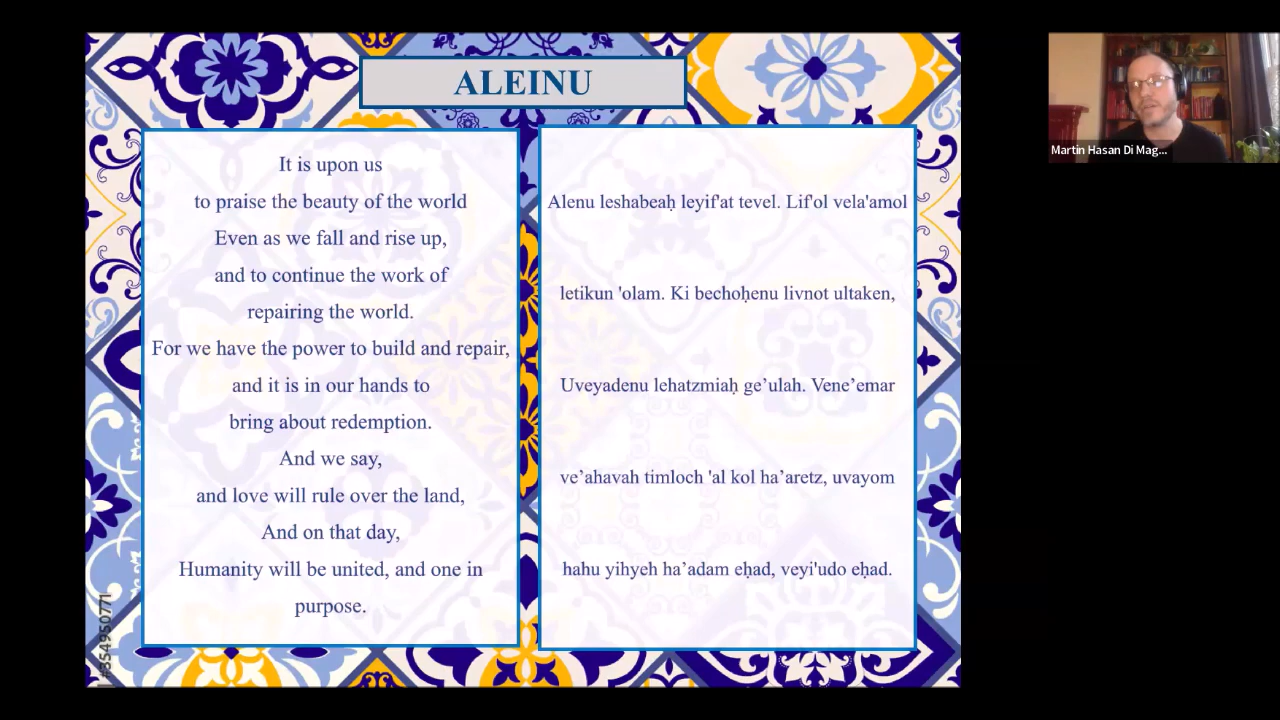 ALEINU
It is upon us
to praise the beauty of the world
Even as we fall and rise up,
and to continue the work of
repairing the world.
For we have the power to build and repair,
and it is in our hands to
bring about redemption.
And we say,
and love will rule over the land,
And on that day,
Humanity will be united, and one in
purpose.
Alenu leshabeaḥ leyif'at tevel. Lif'ol vela'amol
letikun 'olam. Ki bechoḥenu livnot ultaken,
Uveyadenu lehatzmiaḥ ge’ulah. Vene’emar
ve’ahavah timloch 'al kol ha’aretz, uvayom
hahu yihyeh ha’adam eḥad, veyi'udo eḥad.
Martin Hasan Di Mag...
#354950771